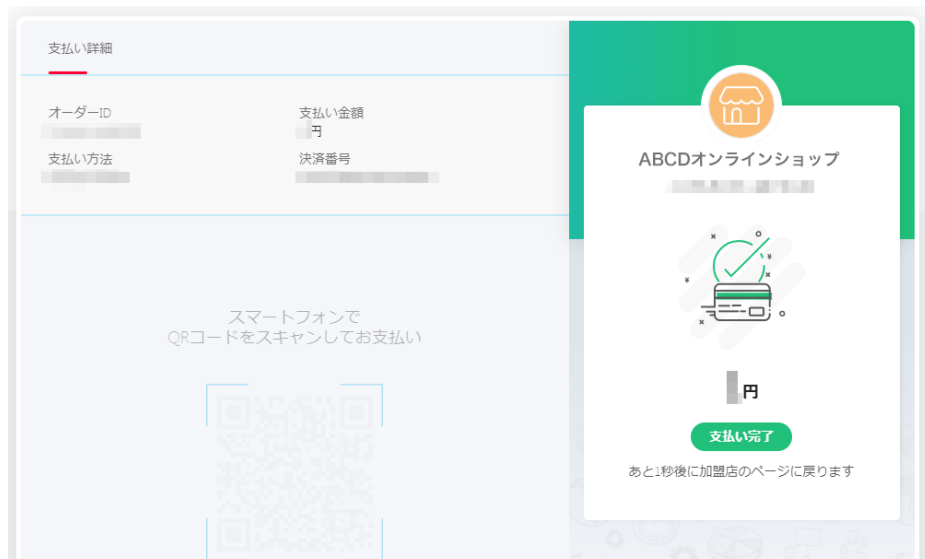 支払い詳細
オーダーID
支払い金額
円
支払い方法
決済番号
スマートフォンで
QRコードをスキャンしてお支払い
ABCDオンラインショップ
円
支払い完了
あと1秒後に加盟店のページに戻ります